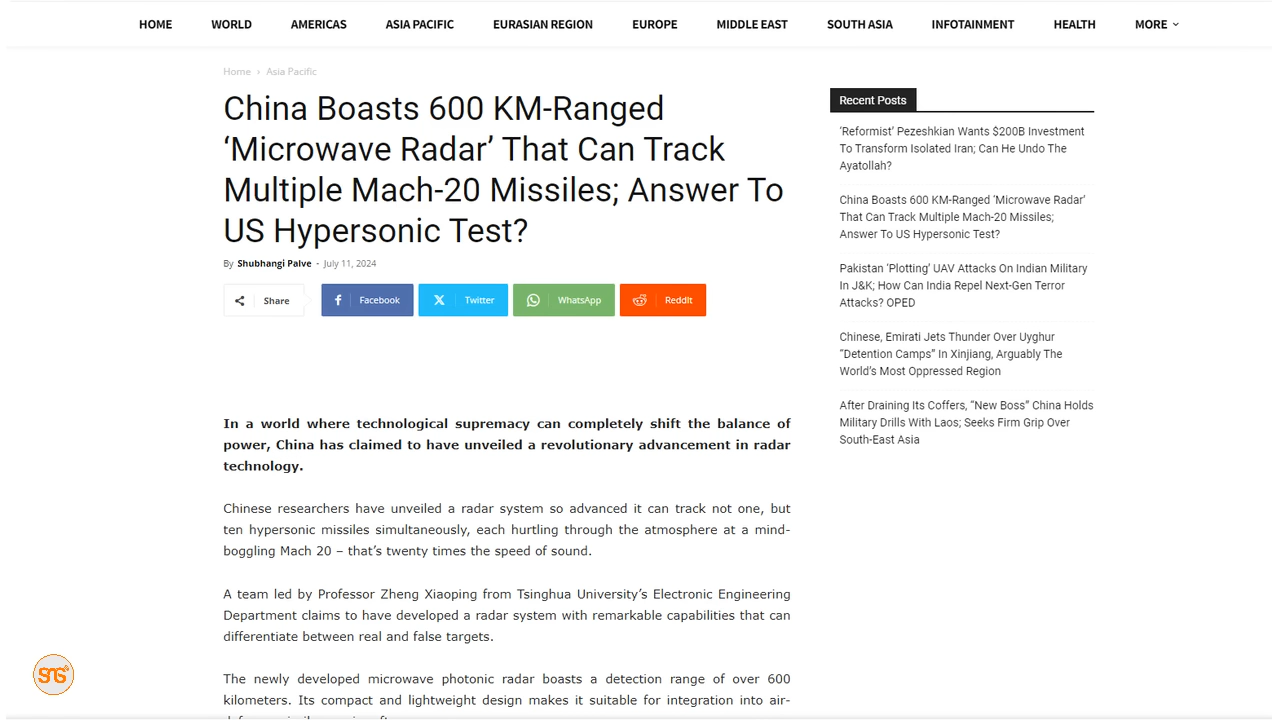 HOME WORLD AMERICAS ASIA PACIFIC EURASIAN REGION EUROPE MIDDLE EAST SOUTH ASIA INFOTAINMENT HEALTH MORE
Home › Asia Pacific
China Boasts 600 KM-Ranged
‘Microwave Radar’ That Can Track
Multiple Mach-20 Missiles; Answer To
US Hypersonic Test?
By Shubhangi Palve - July 11, 2024
Share Facebook Twitter WhatsApp ReddIt
In a world where technological supremacy can completely shift the balance of
power, China has claimed to have unveiled a revolutionary advancement in radar
technology.
Chinese researchers have unveiled a radar system so advanced it can track not one, but
ten hypersonic missiles simultaneously, each hurtling through the atmosphere at a mind-
boggling Mach 20 – that’s twenty times the speed of sound.
A team led by Professor Zheng Xiaoping from Tsinghua University’s Electronic Engineering
Department claims to have developed a radar system with remarkable capabilities that can
differentiate between real and false targets.
The newly developed microwave photonic radar boasts a detection range of over 600
kilometers. Its compact and lightweight design makes it suitable for integration into air-
Recent Posts
‘Reformist’ Pezeshkian Wants $200B Investment
To Transform Isolated Iran; Can He Undo The
Ayatollah?
China Boasts 600 KM-Ranged ‘Microwave Radar’
That Can Track Multiple Mach-20 Missiles;
Answer To US Hypersonic Test?
Pakistan ‘Plotting’ UAV Attacks On Indian Military
In J&K; How Can India Repel Next-Gen Terror
Attacks? OPED
Chinese, Emirati Jets Thunder Over Uyghur
“Detention Camps” In Xinjiang, Arguably The
World’s Most Oppressed Region
After Draining Its Coffers, “New Boss” China Holds
Military Drills With Laos; Seeks Firm Grip Over
South-East Asia